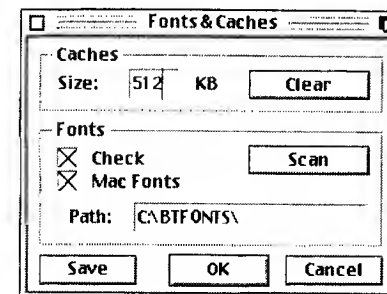 Fonts & Caches
Caches
Size: 512 KB Clear
Fonts
Check Scan
Mac Fonts
Path: C:\BTFONTS\
Save OK Cancel